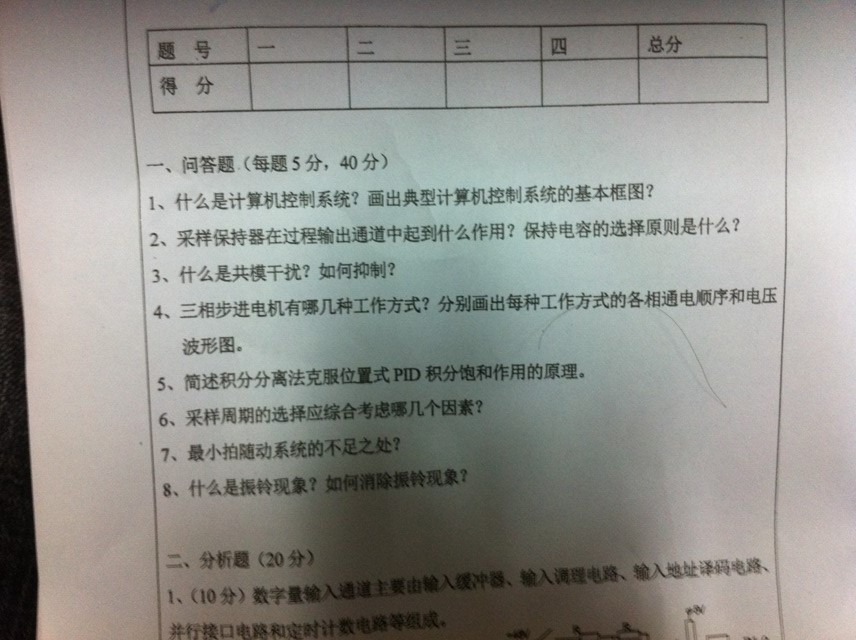 题 号 一 二 三 四 总分
得 分
一、问答题（每题5分，40分）
1、什么是计算机控制系统？画出典型计算机控制系统的基本框图？
2、采样保持器在过程输出通道中起到什么作用？保持电容的选择原则是什么？
3、什么是共模干扰？如何抑制？
4、三相步进电机有哪几种工作方式？分别画出每种工作方式的各相通电顺序和电压
波形图。
5、简述积分分离法克服位置式PID积分饱和作用的原理。
6、采样周期的选择应综合考虑哪几个因素？
7、最小拍随动系统的不足之处？
8、什么是振铃现象？如何消除振铃现象？
二、分析题（20分）
1、（10分）数字量输入通道主要由输入缓冲器、输入调理电路、输入地址译码电路、
并行接口电路和定时计数电路等组成。